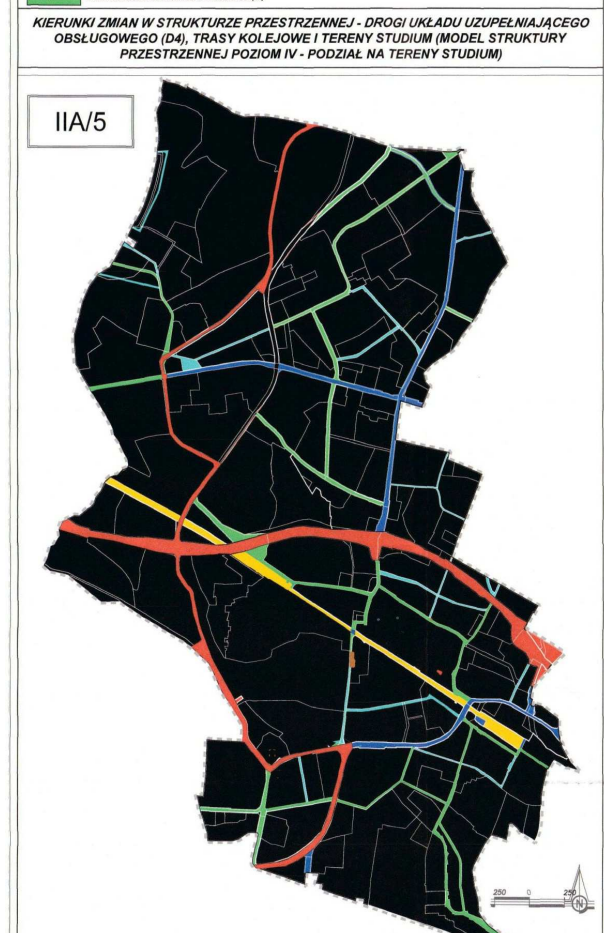 KIERUNKI ZMIAN W STRUKTURZE PRZESTRZENNEJ - DROGI UKŁADU UZUPEŁNIAJĄCEGO
OBSŁUGOWEGO (D4), TRASY KOLEJOWE I TERENY STUDIUM (MODEL STRUKTURY
PRZESTRZENNEJ POZIOM IV - PODZIAŁ NA TERENY STUDIUM)
IIA/5
250 0 250
N